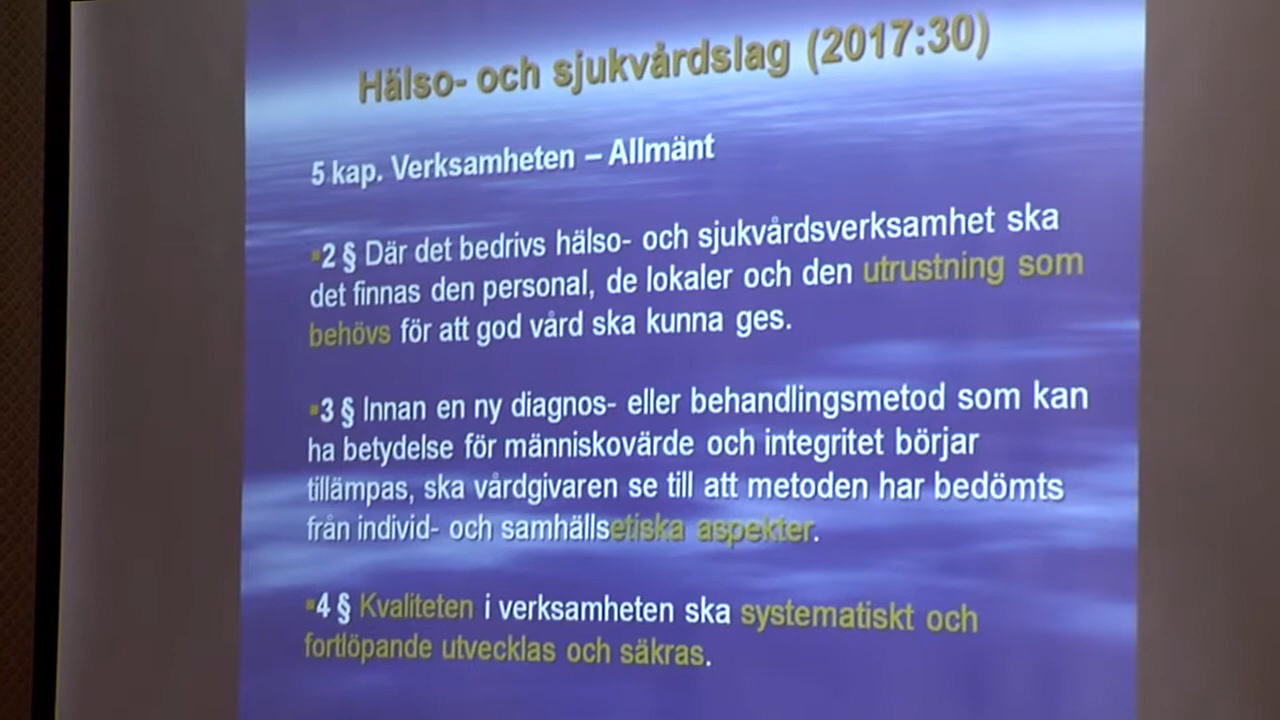 Hälso- och sjukvårdslag (2017:30)
5 kap. Verksamheten – Allmänt
▪2 § Där det bedrivs hälso- och sjukvårdsverksamhet ska
det finnas den personal, de lokaler och den utrustning som
behövs för att god vård ska kunna ges.
▪3 § Innan en ny diagnos- eller behandlingsmetod som kan
ha betydelse för människovärde och integritet börjar
tillämpas, ska vårdgivaren se till att metoden har bedömts
från individ- och samhällsetiska aspekter.
▪4 § Kvaliteten i verksamheten ska systematiskt och
fortlöpande utvecklas och säkras.